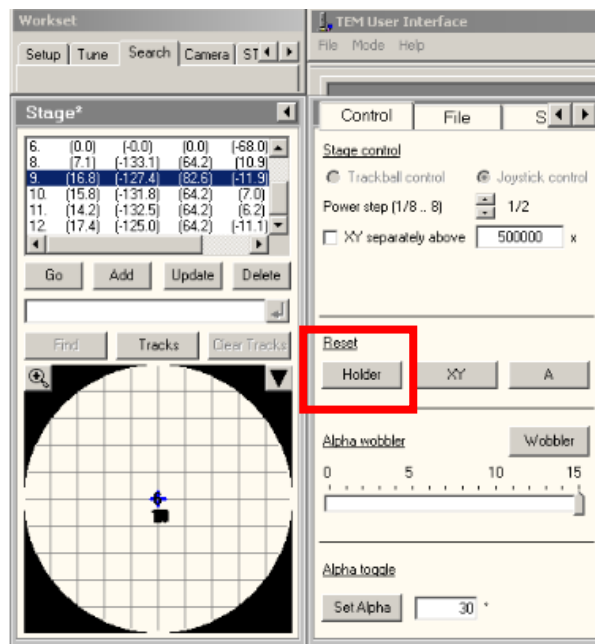 Workset
Setup Tune Search Camera ST
Stage²
6. (0.0) (-0.0) (0.0) (-68.0)
8. (7.1) (-133.1) (64.2) (10.9)
9. (16.8) (-127.4) (82.6) (-11.9)
10. (15.8) (-131.8) (64.2) (7.0)
11. (14.2) (-132.5) (64.2) (6.2)
12. (17.4) (-125.0) (64.2) (-11.1)
Go Add Update Delete
Find Tracks Clear Tracks
TEM User Interface
File Mode Help
Control File S
Stage control
Trackball control Joystick control
Power step (1/8 .. 8) 1/2
XY separately above 500000 x
Reset
Holder XY A
Alpha wobbler Wobbler
0 5 10 15
Alpha toggle
Set Alpha 30 °